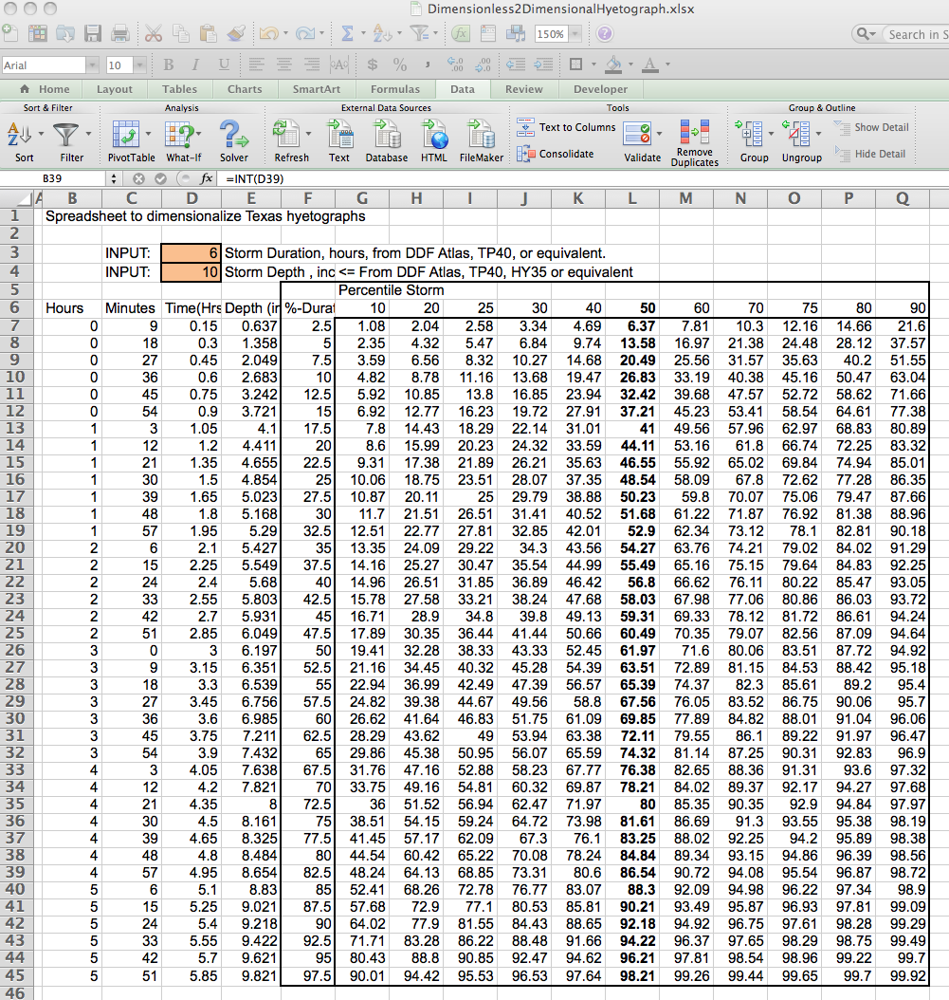 Dimensionless2DimensionalHyetograph.xlsx
150% Search in S
Arial 10 B I U
Home Layout Tables Charts SmartArt Formulas Data Review Developer
Sort & Filter Analysis External Data Sources Tools Group & Outline
Text to Columns Show Detail
Consolidate Hide Detail
Sort Filter PivotTable What-If Solver Refresh Text Database HTML FileMaker Validate Remove Duplicates Group Ungroup
B39 fx =INT(D39)
A B C D E F G H I J K L M N O P Q
1 Spreadsheet to dimensionalize Texas hyetographs
2
3 INPUT: 6 Storm Duration, hours, from DDF Atlas, TP40, or equivalent.
4 INPUT: 10 Storm Depth , inc <= From DDF Atlas, TP40, HY35 or equivalent
5 Percentile Storm
6 Hours Minutes Time(Hrs Depth (in %-Durat 10 20 25 30 40 50 60 70 75 80 90
7 0 9 0.15 0.637 2.5 1.08 2.04 2.58 3.34 4.69 6.37 7.81 10.3 12.16 14.66 21.6
8 0 18 0.3 1.358 5 2.35 4.32 5.47 6.84 9.74 13.58 16.97 21.38 24.48 28.12 37.57
9 0 27 0.45 2.049 7.5 3.59 6.56 8.32 10.27 14.68 20.49 25.56 31.57 35.63 40.2 51.55
10 0 36 0.6 2.683 10 4.82 8.78 11.16 13.68 19.47 26.83 33.19 40.38 45.16 50.47 63.04
11 0 45 0.75 3.242 12.5 5.92 10.85 13.8 16.85 23.94 32.42 39.68 47.57 52.72 58.62 71.66
12 0 54 0.9 3.721 15 6.92 12.77 16.23 19.72 27.91 37.21 45.23 53.41 58.54 64.61 77.38
13 1 3 1.05 4.1 17.5 7.8 14.43 18.29 22.14 31.01 41 49.56 57.96 62.97 68.83 80.89
14 1 12 1.2 4.411 20 8.6 15.99 20.23 24.32 33.59 44.11 53.16 61.8 66.74 72.25 83.32
15 1 21 1.35 4.655 22.5 9.31 17.38 21.89 26.21 35.63 46.55 55.92 65.02 69.84 74.94 85.01
16 1 30 1.5 4.854 25 10.06 18.75 23.51 28.07 37.35 48.54 58.09 67.8 72.62 77.28 86.35
17 1 39 1.65 5.023 27.5 10.87 20.11 25 29.79 38.88 50.23 59.8 70.07 75.06 79.47 87.66
18 1 48 1.8 5.168 30 11.7 21.51 26.51 31.41 40.52 51.68 61.22 71.87 76.92 81.38 88.96
19 1 57 1.95 5.29 32.5 12.51 22.77 27.81 32.85 42.01 52.9 62.34 73.12 78.1 82.81 90.18
20 2 6 2.1 5.427 35 13.35 24.09 29.22 34.3 43.56 54.27 63.76 74.21 79.02 84.02 91.29
21 2 15 2.25 5.549 37.5 14.16 25.27 30.47 35.54 44.99 55.49 65.16 75.15 79.64 84.83 92.25
22 2 24 2.4 5.68 40 14.96 26.51 31.85 36.89 46.42 56.8 66.62 76.11 80.22 85.47 93.05
23 2 33 2.55 5.803 42.5 15.78 27.58 33.21 38.24 47.68 58.03 67.98 77.06 80.86 86.03 93.72
24 2 42 2.7 5.931 45 16.71 28.9 34.8 39.8 49.13 59.31 69.33 78.12 81.72 86.61 94.24
25 2 51 2.85 6.049 47.5 17.89 30.35 36.44 41.44 50.66 60.49 70.35 79.07 82.56 87.09 94.64
26 3 0 3 6.197 50 19.41 32.28 38.33 43.33 52.45 61.97 71.6 80.06 83.51 87.72 94.92
27 3 9 3.15 6.351 52.5 21.16 34.45 40.32 45.28 54.39 63.51 72.89 81.15 84.53 88.42 95.18
28 3 18 3.3 6.539 55 22.94 36.99 42.49 47.39 56.57 65.39 74.37 82.3 85.61 89.2 95.4
29 3 27 3.45 6.756 57.5 24.82 39.38 44.67 49.56 58.8 67.56 76.05 83.52 86.75 90.06 95.7
30 3 36 3.6 6.985 60 26.62 41.64 46.83 51.75 61.09 69.85 77.89 84.82 88.01 91.04 96.06
31 3 45 3.75 7.211 62.5 28.29 43.62 49 53.94 63.38 72.11 79.55 86.1 89.22 91.97 96.47
32 3 54 3.9 7.432 65 29.86 45.38 50.95 56.07 65.59 74.32 81.14 87.25 90.31 92.83 96.9
33 4 3 4.05 7.638 67.5 31.76 47.16 52.88 58.23 67.77 76.38 82.65 88.36 91.31 93.6 97.32
34 4 12 4.2 7.821 70 33.75 49.16 54.81 60.32 69.87 78.21 84.02 89.37 92.17 94.27 97.68
35 4 21 4.35 8 72.5 36 51.52 56.94 62.47 71.97 80 85.35 90.35 92.9 94.84 97.97
36 4 30 4.5 8.161 75 38.51 54.15 59.24 64.72 73.98 81.61 86.69 91.3 93.55 95.38 98.19
37 4 39 4.65 8.325 77.5 41.45 57.17 62.09 67.3 76.1 83.25 88.02 92.25 94.2 95.89 98.38
38 4 48 4.8 8.484 80 44.54 60.42 65.22 70.08 78.24 84.84 89.34 93.15 94.86 96.39 98.56
39 4 57 4.95 8.654 82.5 48.24 64.13 68.85 73.31 80.6 86.54 90.72 94.08 95.54 96.87 98.72
40 5 6 5.1 8.83 85 52.41 68.26 72.78 76.77 83.07 88.3 92.09 94.98 96.22 97.34 98.9
41 5 15 5.25 9.021 87.5 57.68 72.9 77.1 80.53 85.81 90.21 93.49 95.87 96.93 97.81 99.09
42 5 24 5.4 9.218 90 64.02 77.9 81.55 84.43 88.65 92.18 94.92 96.75 97.61 98.28 99.29
43 5 33 5.55 9.422 92.5 71.71 83.28 86.22 88.48 91.66 94.22 96.37 97.65 98.29 98.75 99.49
44 5 42 5.7 9.621 95 80.43 88.8 90.85 92.47 94.62 96.21 97.81 98.54 98.96 99.22 99.7
45 5 51 5.85 9.821 97.5 90.01 94.42 95.53 96.53 97.64 98.21 99.26 99.44 99.65 99.7 99.92
46